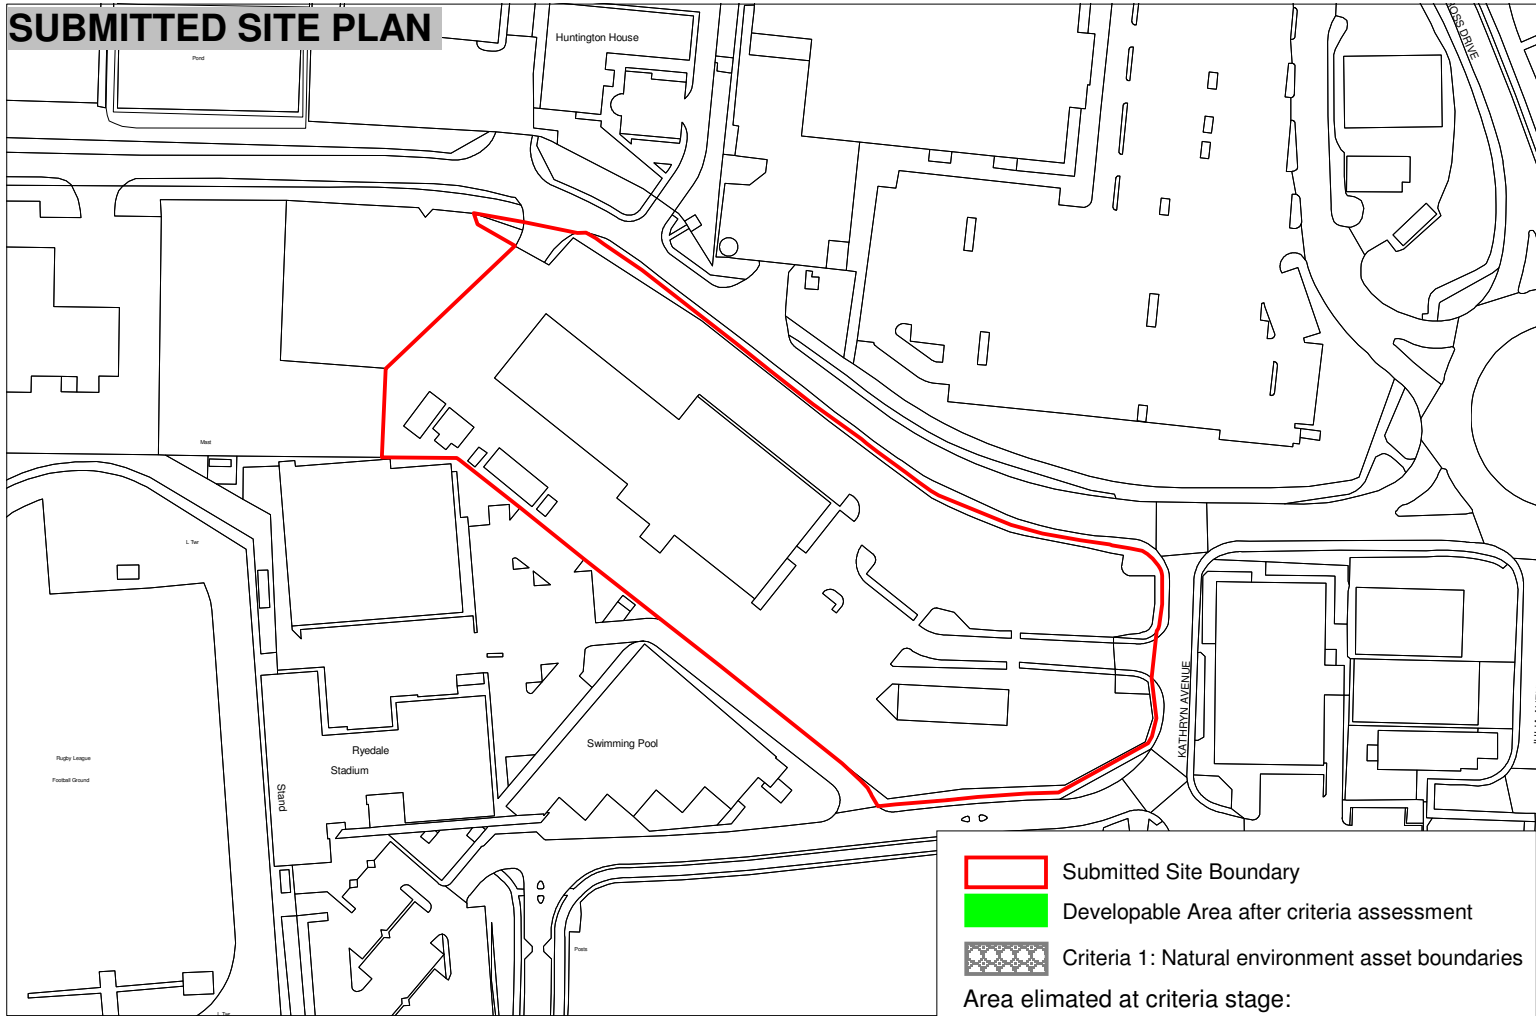 SUBMITTED SITE PLAN
Huntington House
Pond
OSS DRIVE
Mast
L Twr
KATHRYN AVENUE
Ryedale
Stadium
Swimming Pool
Rugby League
Football Ground
Stand
Posts
L Twr
Submitted Site Boundary
Developable Area after criteria assessment
Criteria 1: Natural environment asset boundaries
Area elimated at criteria stage: